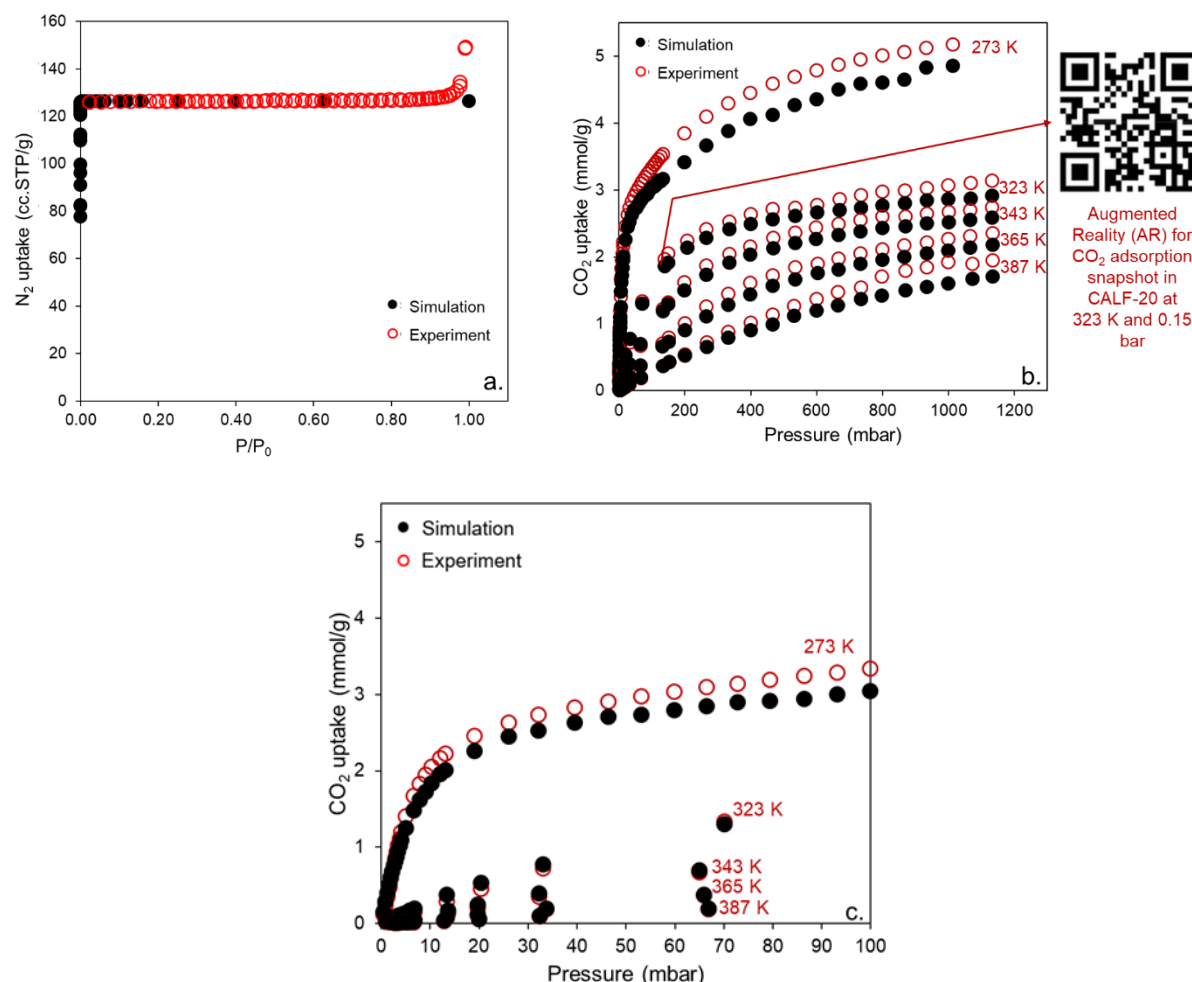 160
140
120
100
80
60
40
20
0
N₂ uptake (cc.STP/g)
Simulation
Experiment
0.00 0.20 0.40 0.60 0.80 1.00
P/P₀
a.
5
4
3
2
1
0
CO₂ uptake (mmol/g)
Simulation
Experiment
273 K
323 K
343 K
365 K
387 K
b.
0 200 400 600 800 1000 1200
Pressure (mbar)
Augmented
Reality (AR) for
CO₂ adsorption
snapshot in
CALF-20 at
323 K and 0.15
bar
5
4
3
2
1
0
CO₂ uptake (mmol/g)
Simulation
Experiment
273 K
323 K
343 K
365 K
387 K
c.
0 10 20 30 40 50 60 70 80 90 100
Pressure (mbar)